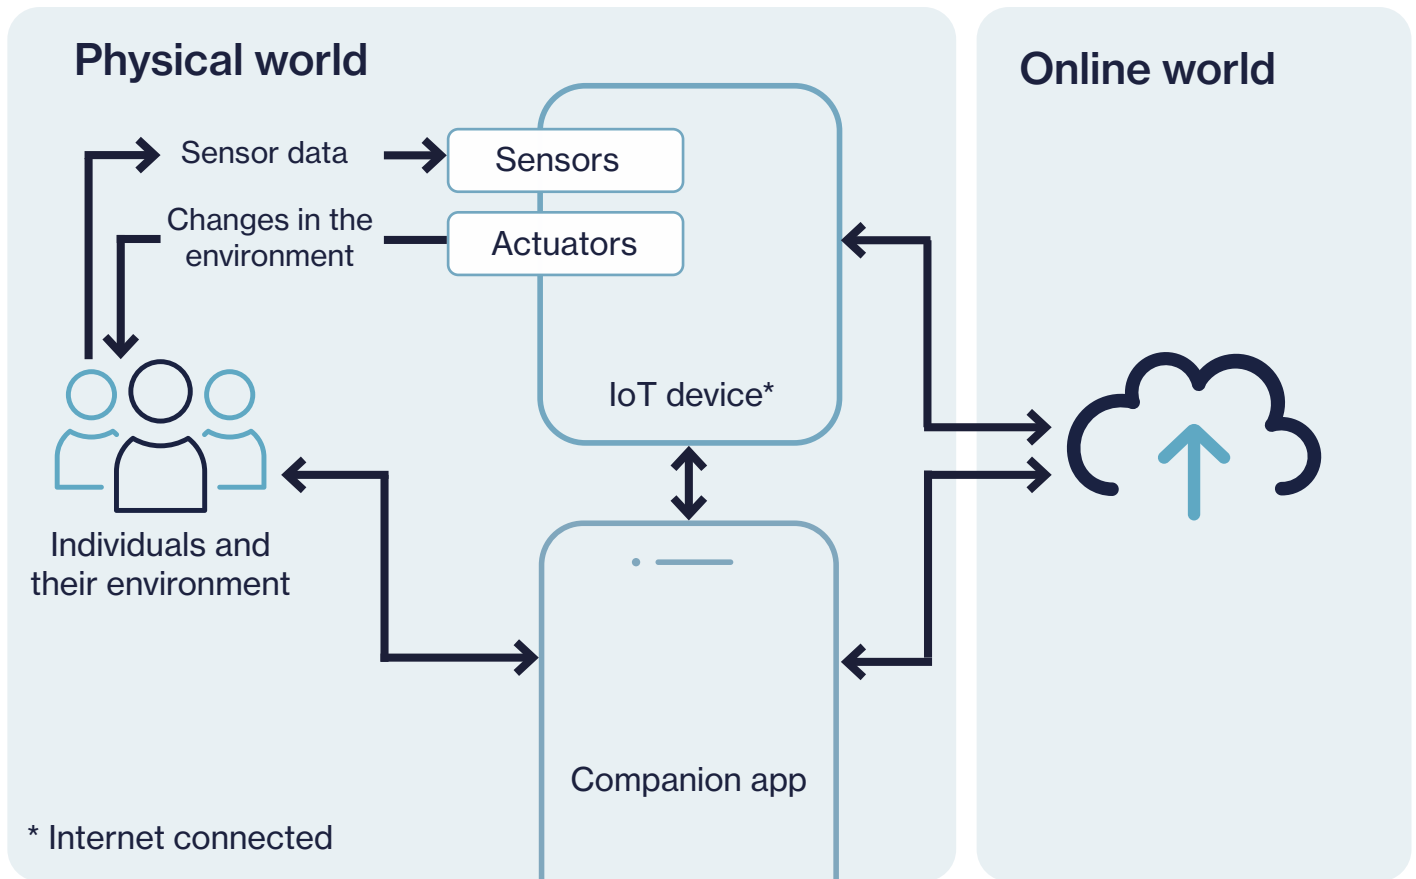 Physical world
Online world
Sensor data
Sensors
Changes in the
environment
Actuators
IoT device*
Individuals and
their environment
Companion app
* Internet connected